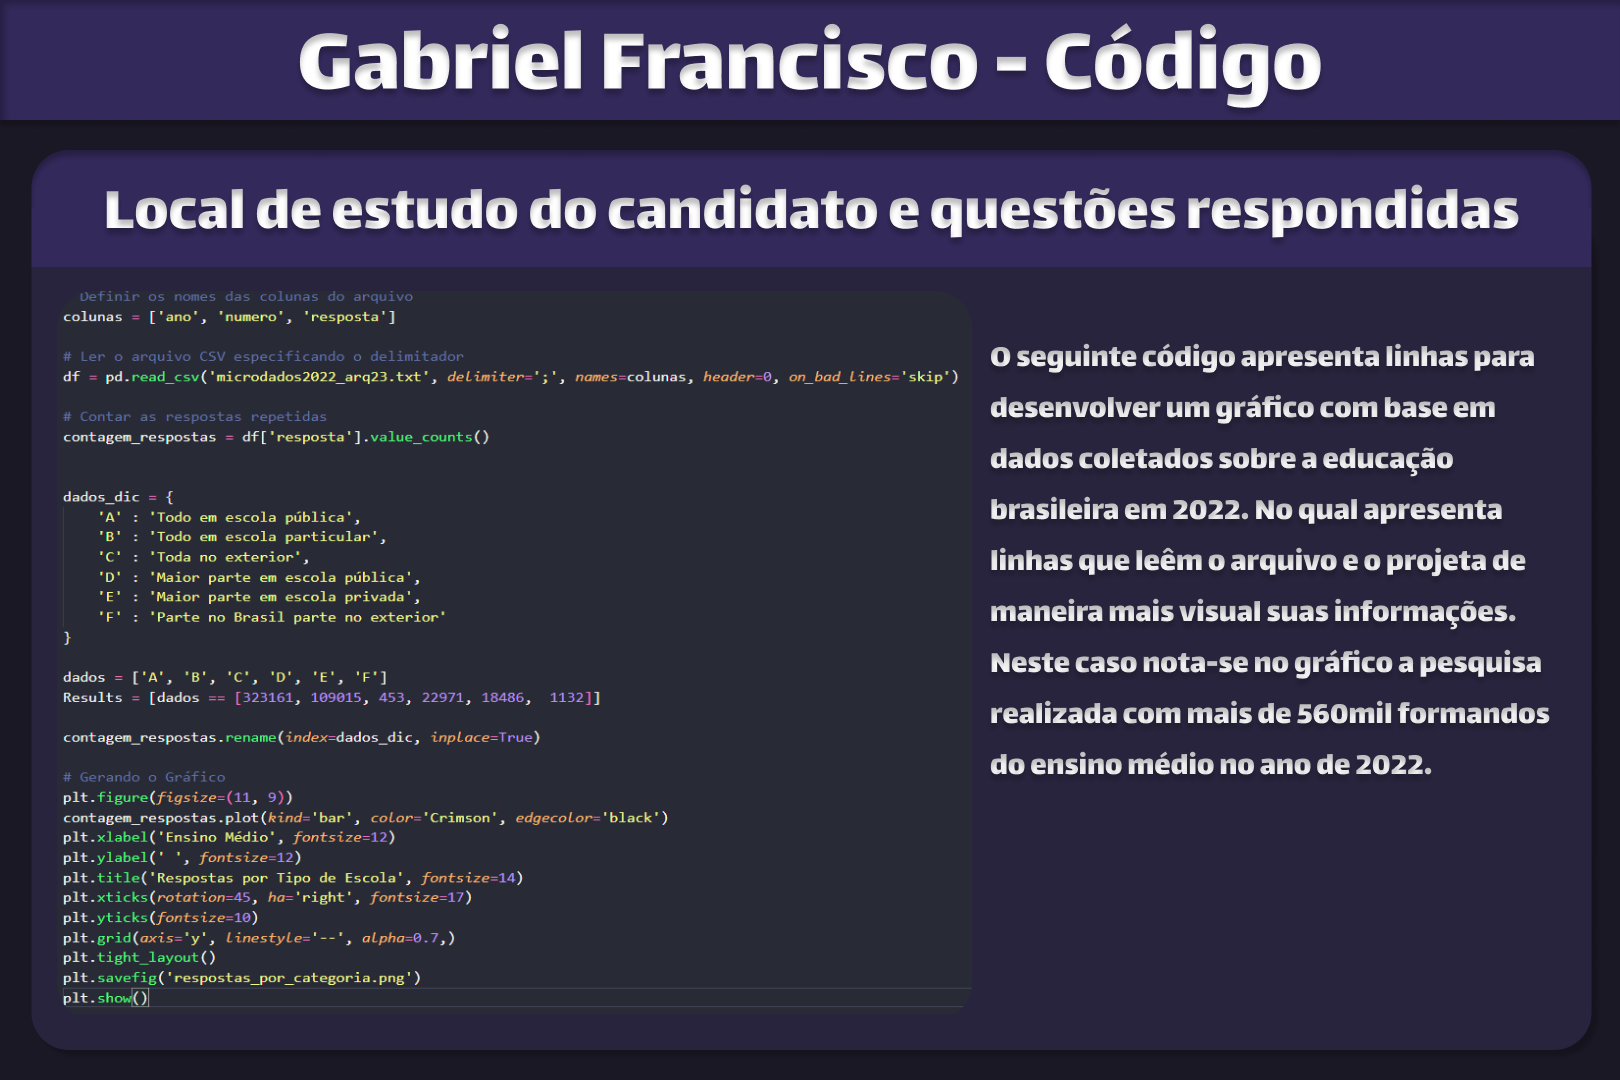 Gabriel Francisco - Código
Local de estudo do candidato e questões respondidas
Definir os nomes das colunas do arquivo
colunas = ['ano', 'numero', 'resposta']
# Ler o arquivo CSV especificando o delimitador
df = pd.read_csv('microdados2022_arq23.txt', delimiter=';', names=colunas, header=0, on_bad_lines='skip')
# Contar as respostas repetidas
contagem_respostas = df['resposta'].value_counts()
dados_dic = {
'A' : 'Todo em escola pública',
'B' : 'Todo em escola particular',
'C' : 'Toda no exterior',
'D' : 'Maior parte em escola pública',
'E' : 'Maior parte em escola privada',
'F' : 'Parte no Brasil parte no exterior'
}
dados = ['A', 'B', 'C', 'D', 'E', 'F']
Results = [dados == [323161, 109015, 453, 22971, 18486,  1132]]
contagem_respostas.rename(index=dados_dic, inplace=True)
# Gerando o Gráfico
plt.figure(figsize=(11, 9))
contagem_respostas.plot(kind='bar', color='Crimson', edgecolor='black')
plt.xlabel('Ensino Médio', fontsize=12)
plt.ylabel(' ', fontsize=12)
plt.title('Respostas por Tipo de Escola', fontsize=14)
plt.xticks(rotation=45, ha='right', fontsize=17)
plt.yticks(fontsize=10)
plt.grid(axis='y', linestyle='--', alpha=0.7,)
plt.tight_layout()
plt.savefig('respostas_por_categoria.png')
plt.show()
O seguinte código apresenta linhas para
desenvolver um gráfico com base em
dados coletados sobre a educação
brasileira em 2022. No qual apresenta
linhas que leêm o arquivo e o projeta de
maneira mais visual suas informações.
Neste caso nota-se no gráfico a pesquisa
realizada com mais de 560mil formandos
do ensino médio no ano de 2022.